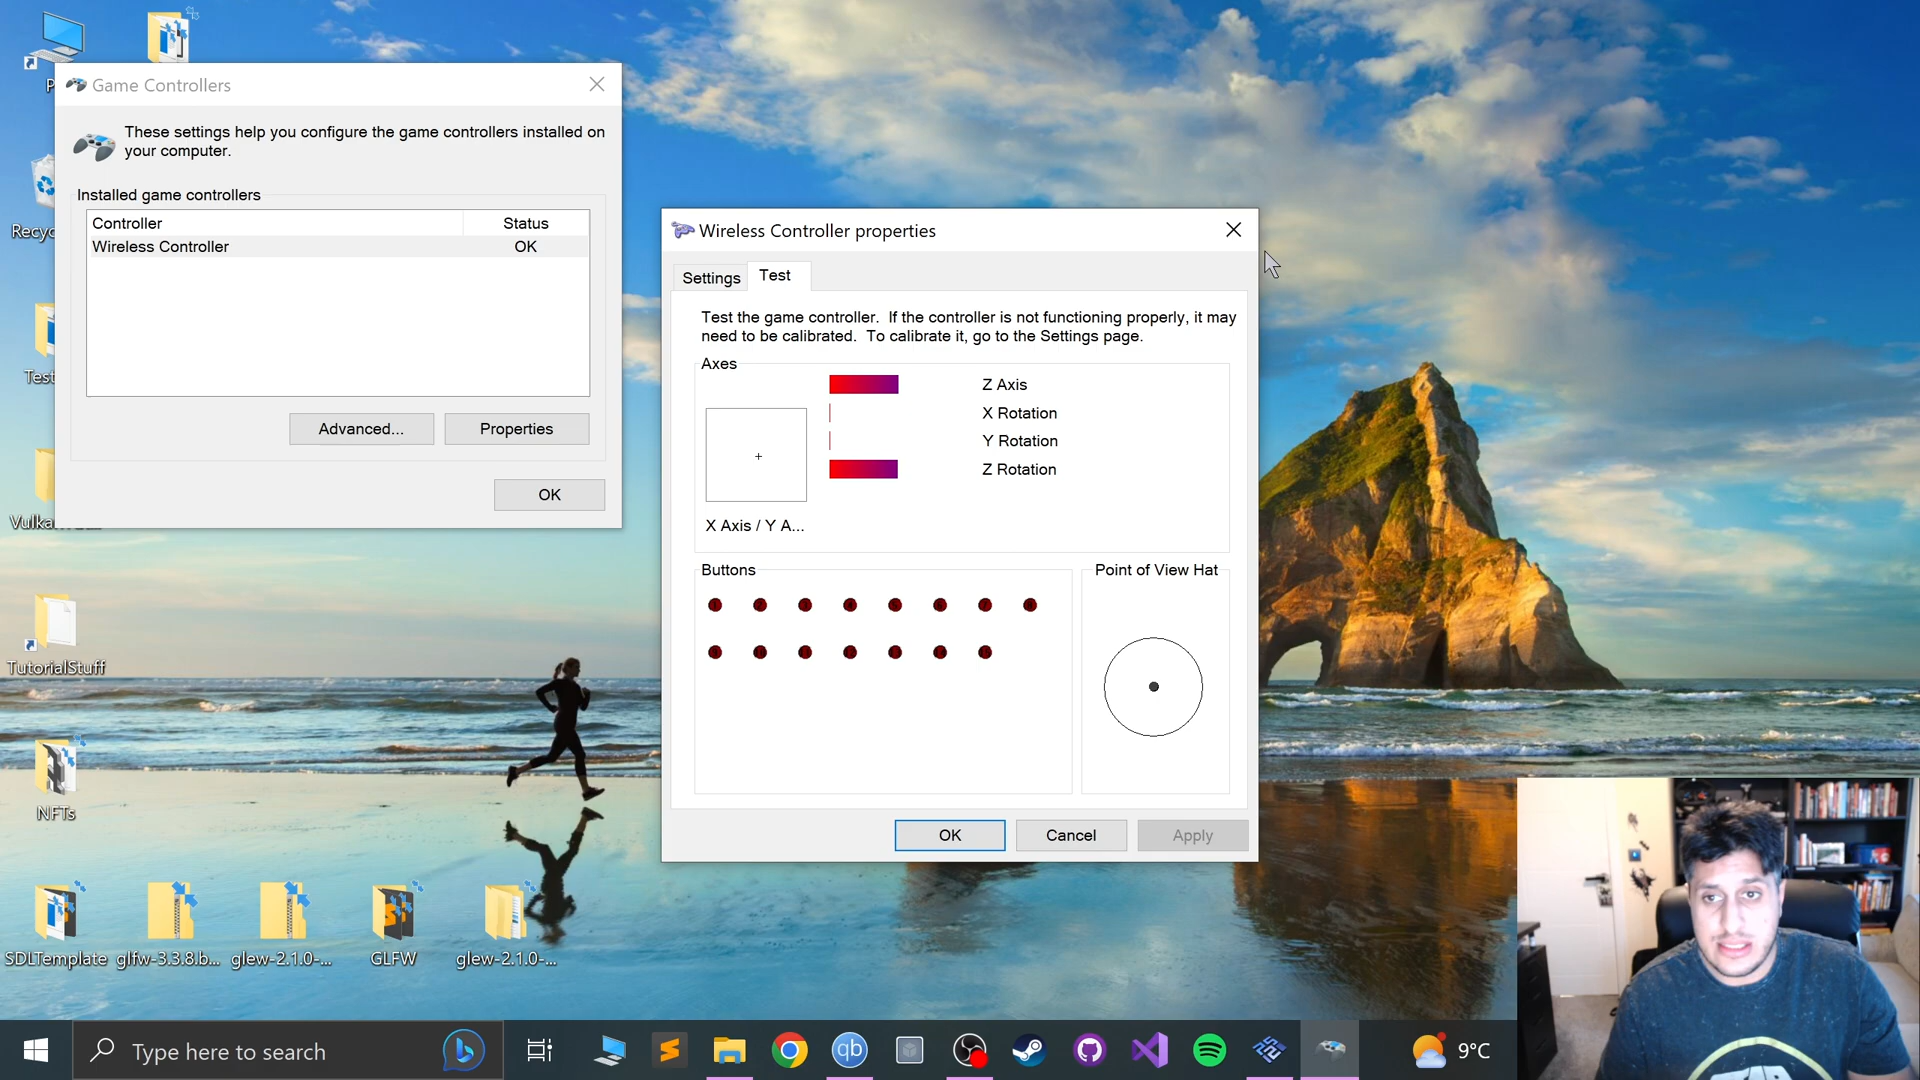 Game Controllers
These settings help you configure the game controllers installed on
your computer.
Installed game controllers
Controller Status
Wireless Controller OK
Advanced...
Properties
OK
Wireless Controller properties
Settings
Test
Test the game controller. If the controller is not functioning properly, it may
need to be calibrated. To calibrate it, go to the Settings page.
Axes
Z Axis
X Rotation
Y Rotation
Z Rotation
X Axis / Y A...
Buttons
Point of View Hat
OK
Cancel
Apply
TutorialStuff
NFTs
SDLTemplate
glfw-3.3.8.b...
glew-2.1.0-...
GLFW
glew-2.1.0-...
Type here to search
qb
9°C